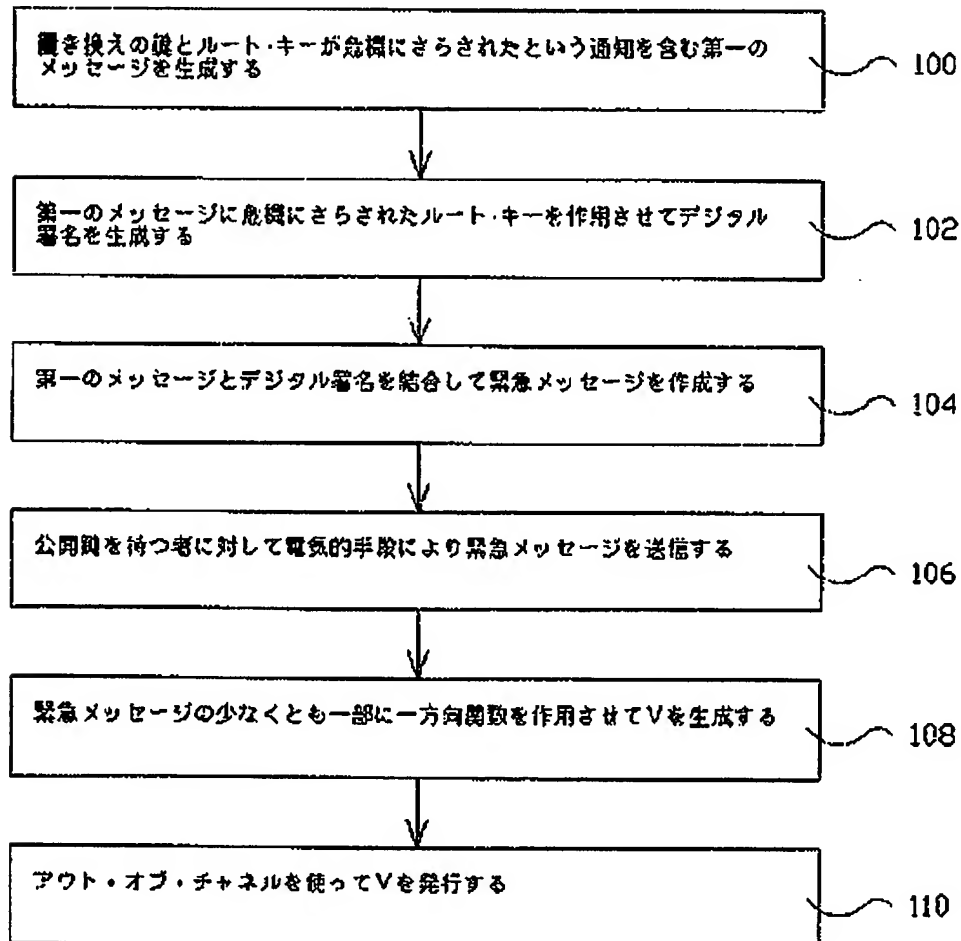 置き換えの鍵とルート・キーが危機にさらされたという通知を含む第一の
メッセージを生成する
100
第一のメッセージに危機にさらされたルート・キーを作用させてデジタル
署名を生成する
102
第一のメッセージとデジタル署名を結合して緊急メッセージを作成する
104
公開鍵を持つ者に対して電気的手段により緊急メッセージを送信する
106
緊急メッセージの少なくとも一部に一方向関数を作用させてVを生成する
108
アウト・オブ・チャネルを使ってVを発行する
110